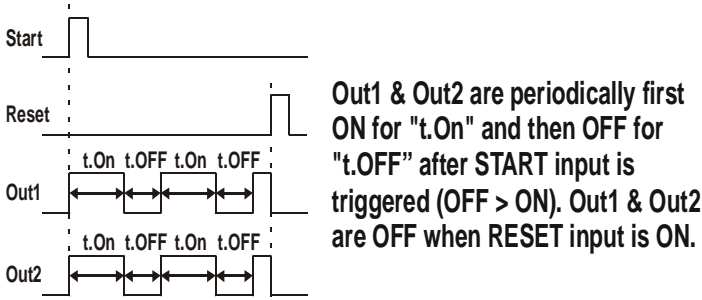 Start
Reset
t.On t.OFF t.On t.OFF
Out1
t.On t.OFF t.On t.OFF
Out2
Out1 & Out2 are periodically first
ON for "t.On" and then OFF for
"t.OFF” after START input is
triggered (OFF > ON). Out1 & Out2
are OFF when RESET input is ON.